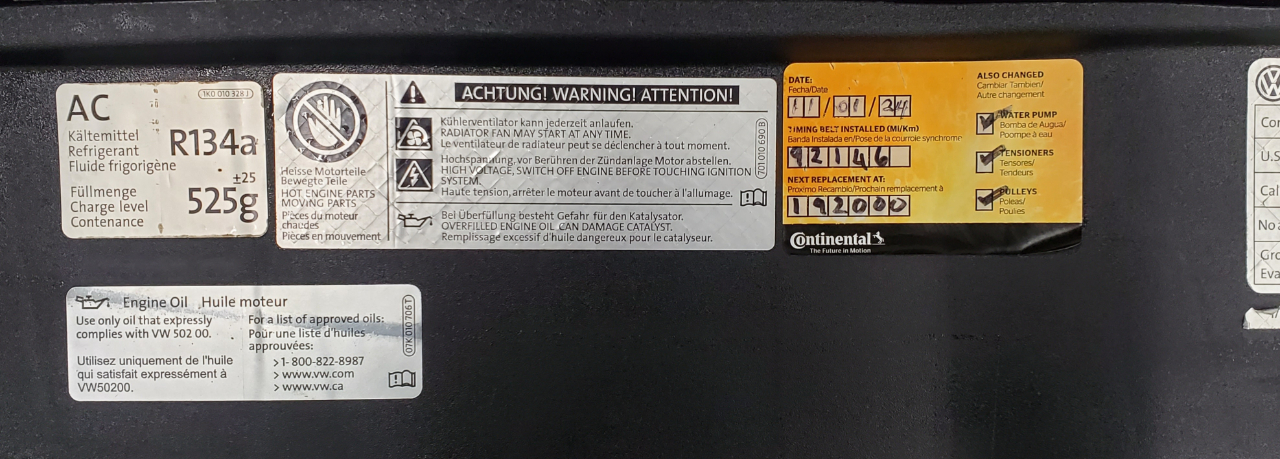 AC
1K0 010 328 J
Kältemittel
Refrigerant
Fluide frigorigène
R134a
Füllmenge
Charge level
Contenance
±25
525g
Heisse Motorteile
Bewegte Teile
HOT ENGINE PARTS
MOVING PARTS
Pièces du moteur
chaudes
Pièces en mouvement
ACHTUNG! WARNING! ATTENTION!
Kühlerventilator kann jederzeit anlaufen.
RADIATOR FAN MAY START AT ANY TIME.
Le ventilateur de radiateur peut se déclencher à tout moment.
Hochspannung, vor Berühren der Zündanlage Motor abstellen.
HIGH VOLTAGE, SWITCH OFF ENGINE BEFORE TOUCHING IGNITION
SYSTEM.
Haute tension, arrêter le moteur avant de toucher à l'allumage.
Bei Überfüllung besteht Gefahr für den Katalysator.
OVERFILLED ENGINE OIL CAN DAMAGE CATALYST.
Remplissage excessif d'huile dangereux pour le catalyseur.
7D1 010 690 B
DATE:
Fecha/Date
11/01/24
TIMING BELT INSTALLED (MI/Km)
Banda Instalada en/Pose de la courroie synchrome
92146
NEXT REPLACEMENT AT:
Proximo Recambio/Prochain remplacement à
192000
ALSO CHANGED
Cambiar Tambien/
Autre changement
WATER PUMP
Bomba de Augua/
Poompe à eau
TENSIONERS
Tensores/
Tendeurs
PULLEYS
Poleas/
Poulies
Continental
The Future in Motion
Engine Oil Huile moteur
Use only oil that expressly
complies with VW 502 00.
Utilisez uniquement de l'huile
qui satisfait expressément à
VW50200.
For a list of approved oils:
Pour une liste d'huiles
approuvées:
>1-800-822-8987
> www.vw.com
> www.vw.ca
07K 010 706 T
U.S
Cal
No a
Gro
Eva